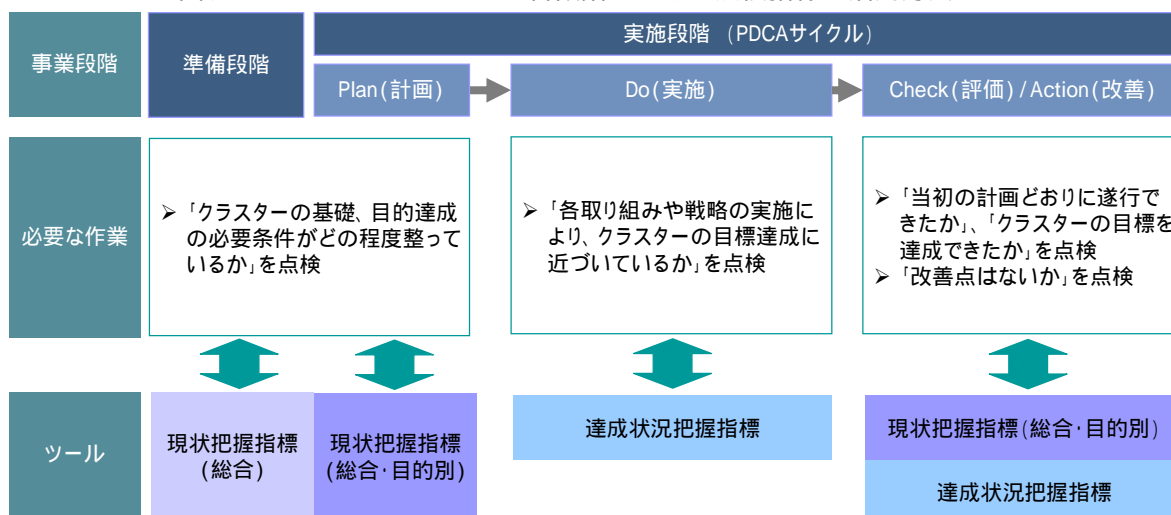 実施段階 (PDCAサイクル)
事業段階
準備段階
Plan(計画)
Do(実施)
Check(評価)/Action(改善)
必要な作業
➢「クラスターの基礎、目的達成
の必要条件がどの程度整って
いるか」を点検
➢「各取り組みや戦略の実施に
より、クラスターの目標達成に
近づいているか」を点検
➢「当初の計画どおりに遂行で
きたか」、「クラスターの目標を
達成できたか」を点検
➢「改善点はないか」を点検
ツール
現状把握指標
(総合)
現状把握指標
(総合・目的別)
達成状況把握指標
現状把握指標(総合・目的別)
達成状況把握指標